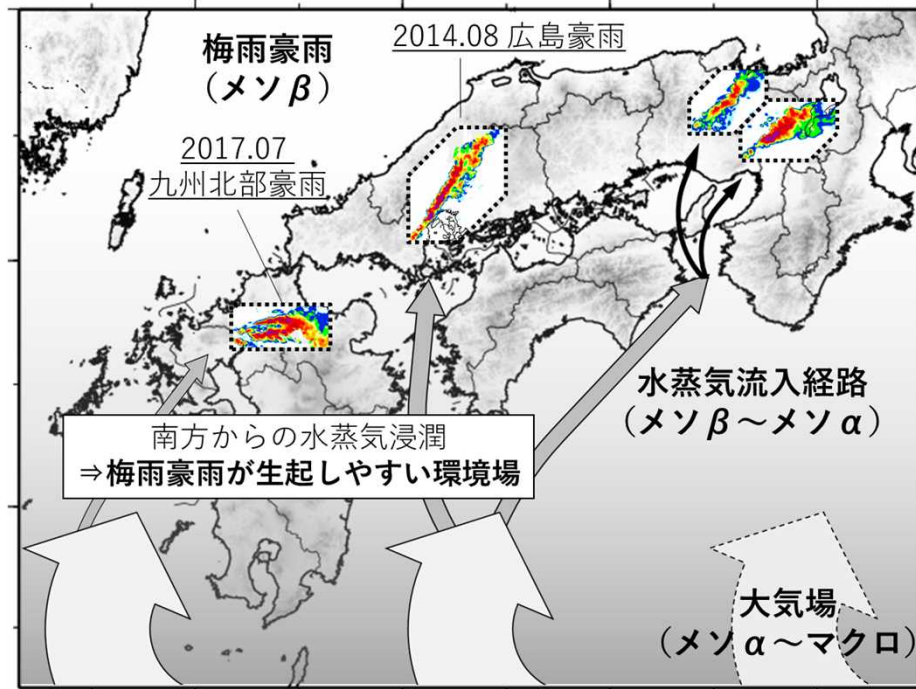 梅雨豪雨
（メソβ）
2014.08 広島豪雨
2017.07
九州北部豪雨
水蒸気流入経路
（メソβ～メソα）
南方からの水蒸気浸潤
⇒梅雨豪雨が生起しやすい環境場
大気場
（メソα～マクロ）